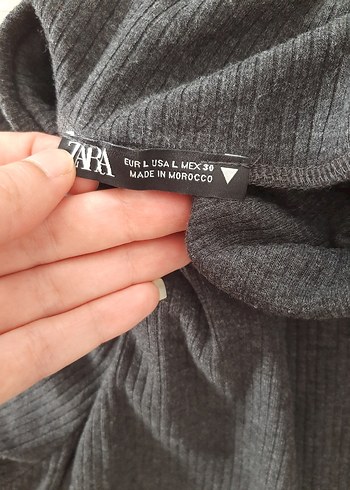 ZARA
EUR L USA L MEX 30
MADE IN MOROCCO